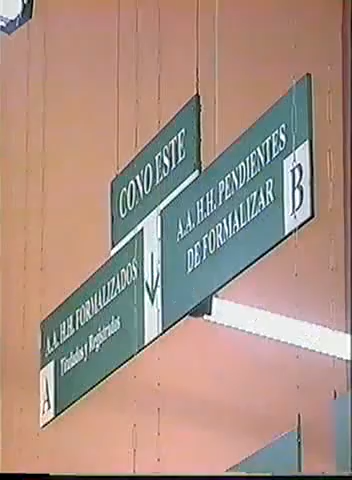 CONO ESTE
A.A. H.H. FORMALIZADOS
Titulados y Registrados
A
A.A. H.H. PENDIENTES
DE FORMALIZAR
B